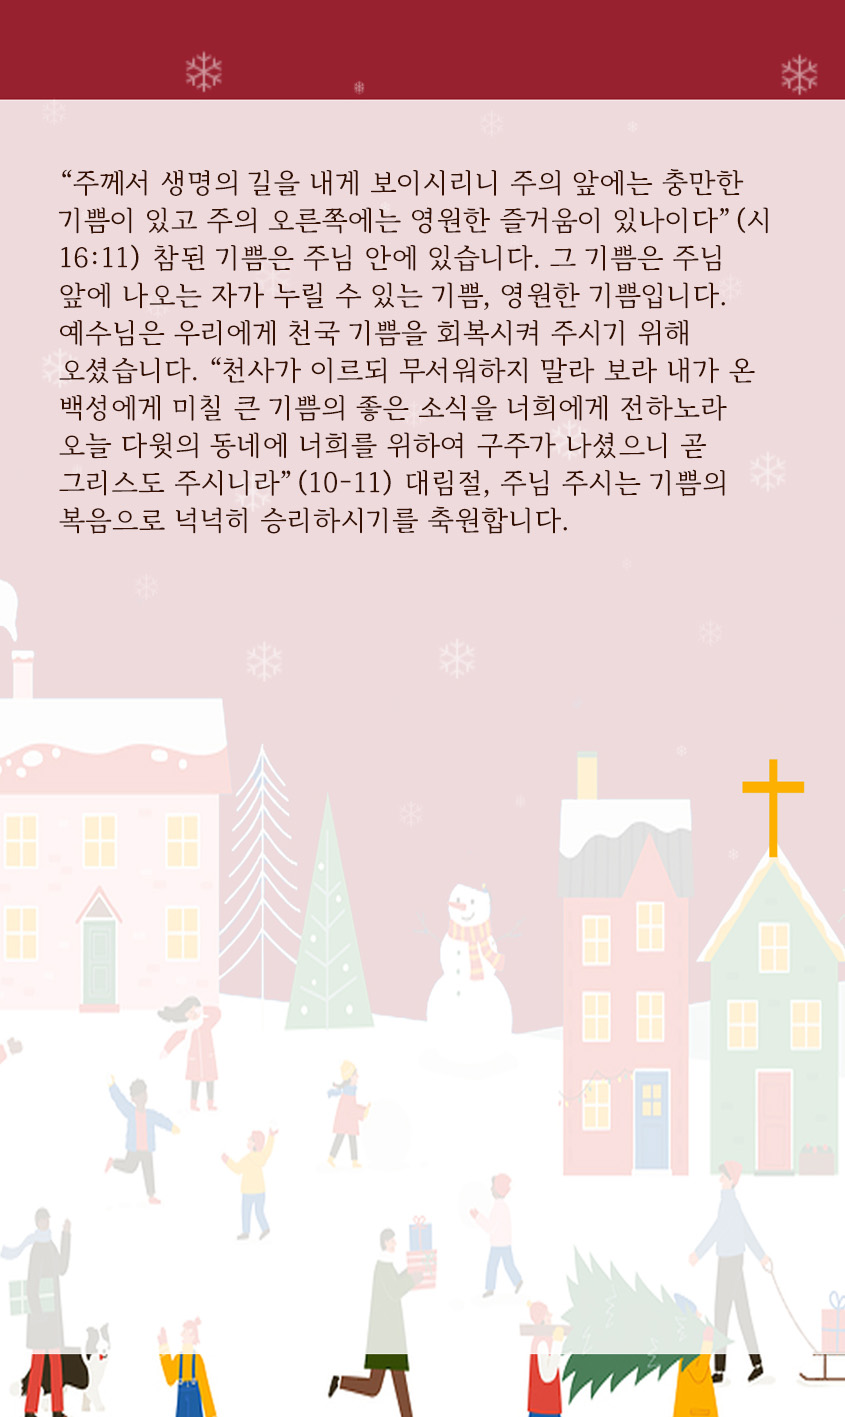 “주께서 생명의 길을 내게 보이시리니 주의 앞에는 충만한
기쁨이 있고 주의 오른쪽에는 영원한 즐거움이 있나이다” (시
16:11) 참된 기쁨은 주님 안에 있습니다. 그 기쁨은 주님
앞에 나오는 자가 누릴 수 있는 기쁨, 영원한 기쁨입니다.
예수님은 우리에게 천국 기쁨을 회복시켜 주시기 위해
오셨습니다. “천사가 이르되 무서워하지 말라 보라 내가 온
백성에게 미칠 큰 기쁨의 좋은 소식을 너희에게 전하노라
오늘 다윗의 동네에 너희를 위하여 구주가 나셨으니 곧
그리스도 주시니라” (10-11) 대림절, 주님 주시는 기쁨의
복음으로 넉넉히 승리하시기를 축원합니다.